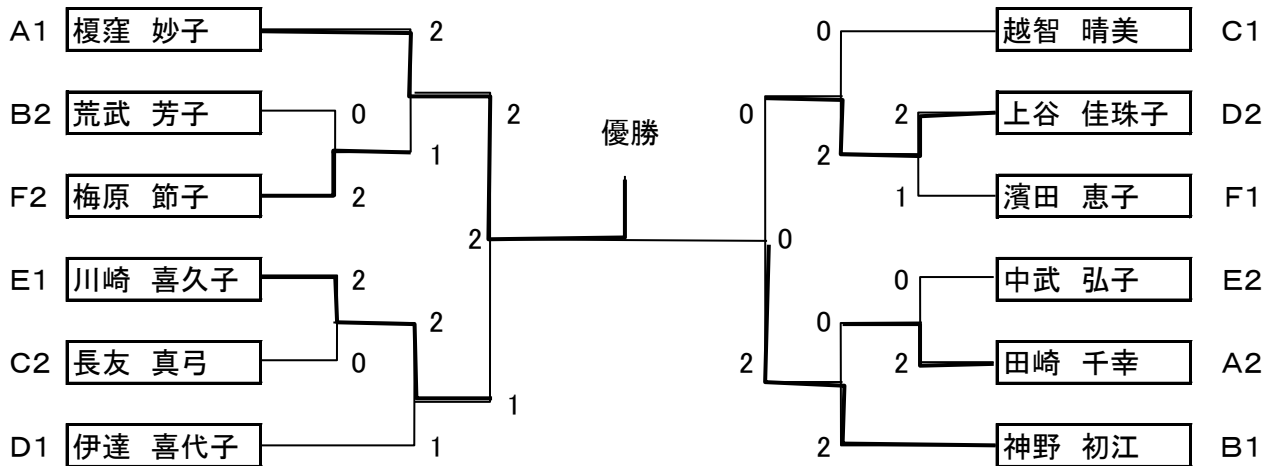 A1 榎窪 妙子 2 0 越智 晴美 C1
B2 荒武 芳子 0 2 0 2 上谷 佳珠子 D2
優勝
1 2
F2 梅原 節子 2 1 濱田 恵子 F1
2 0
E1 川崎 喜久子 2 0 中武 弘子 E2
2 0
C2 長友 真弓 0 2 2 田崎 千幸 A2
1
D1 伊達 喜代子 1 2 神野 初江 B1